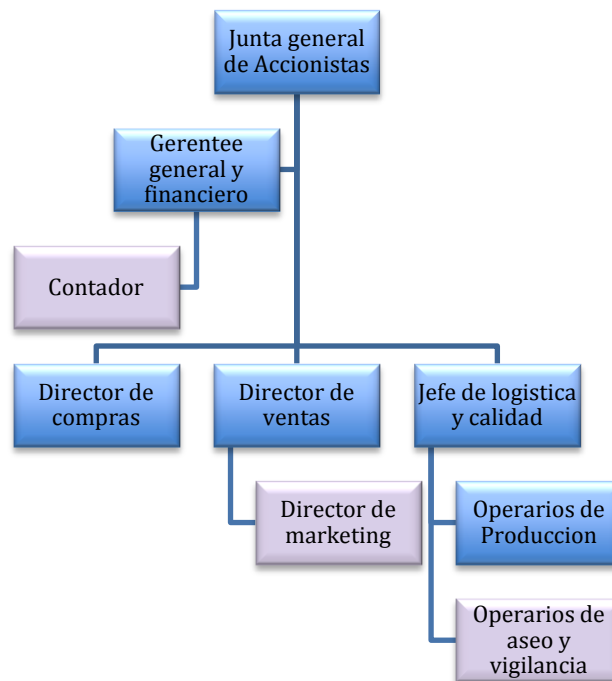 Junta general
de Accionistas
Gerentee
general y
financiero
Contador
Director de
compras
Director de
ventas
Jefe de logistica
y calidad
Director de
marketing
Operarios de
Produccion
Operarios de
aseo y
vigilancia